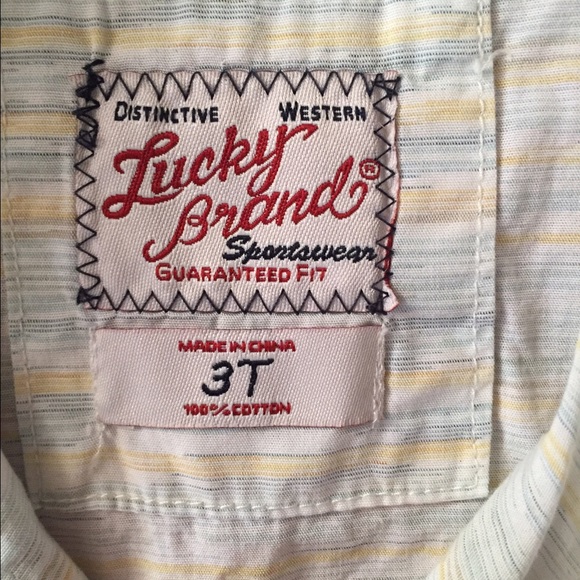 DISTINCTIVE WESTERN
Lucky
Brand®
Sportswear
GUARANTEED FIT
MADE IN CHINA
3T
100% COTTON